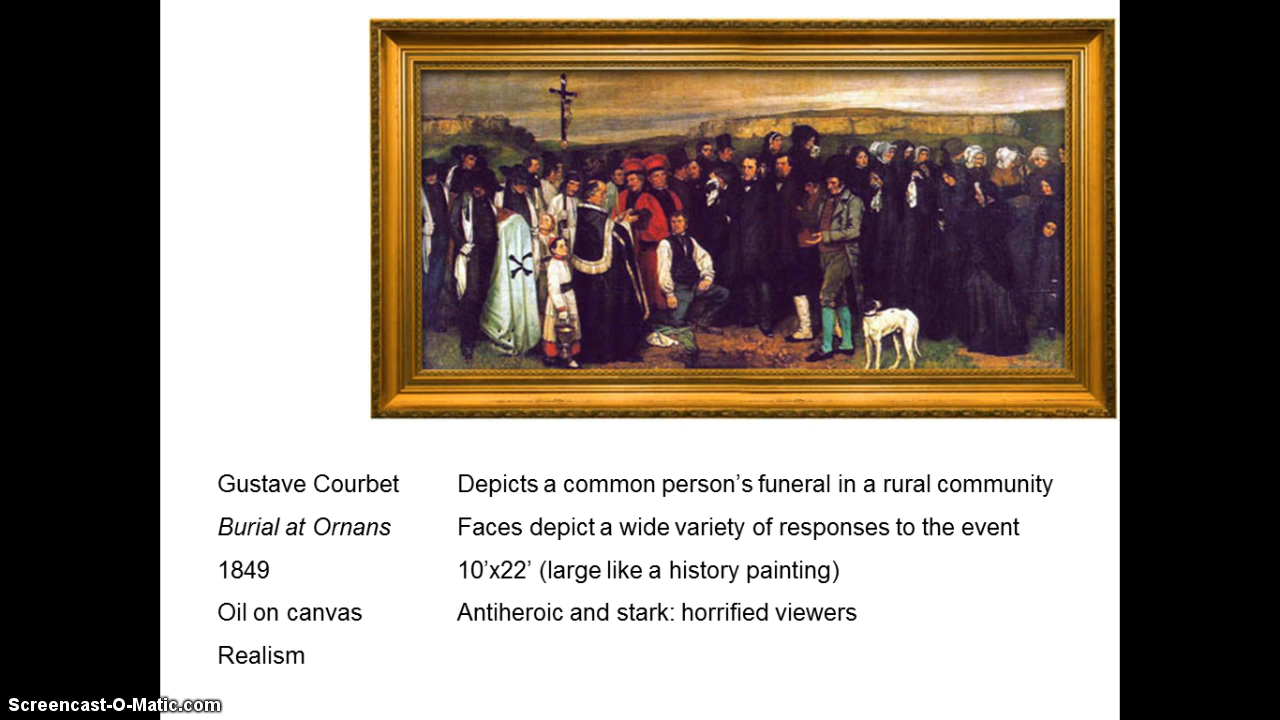 Gustave Courbet
Depicts a common person's funeral in a rural community
Burial at Ornans
Faces depict a wide variety of responses to the event
1849
10'x22' (large like a history painting)
Oil on canvas
Antiheroic and stark: horrified viewers
Realism
Screencast-O-Matic.com